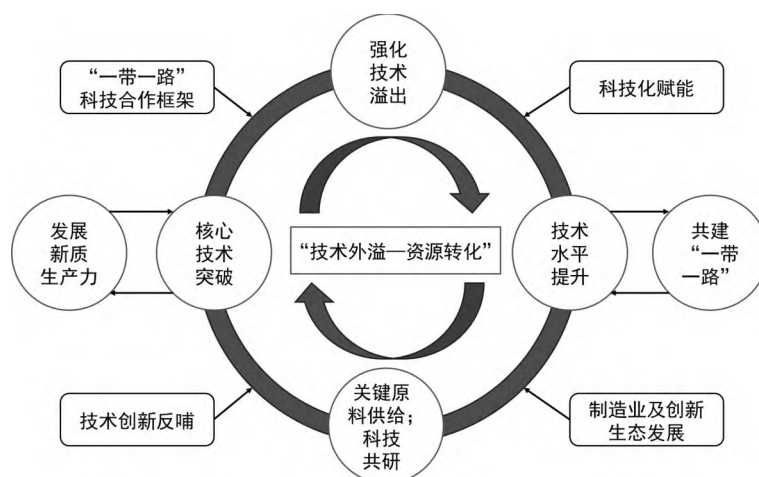 强化
技术
溢出
“一带一路”
科技合作框架
科技化赋能
发展
新质
生产力
核心
技术
突破
“技术外溢—资源转化”
技术
水平
提升
共建
“一带
一路”
技术创新反哺
关键原
料供给；
科技
共研
制造业及创新
生态发展